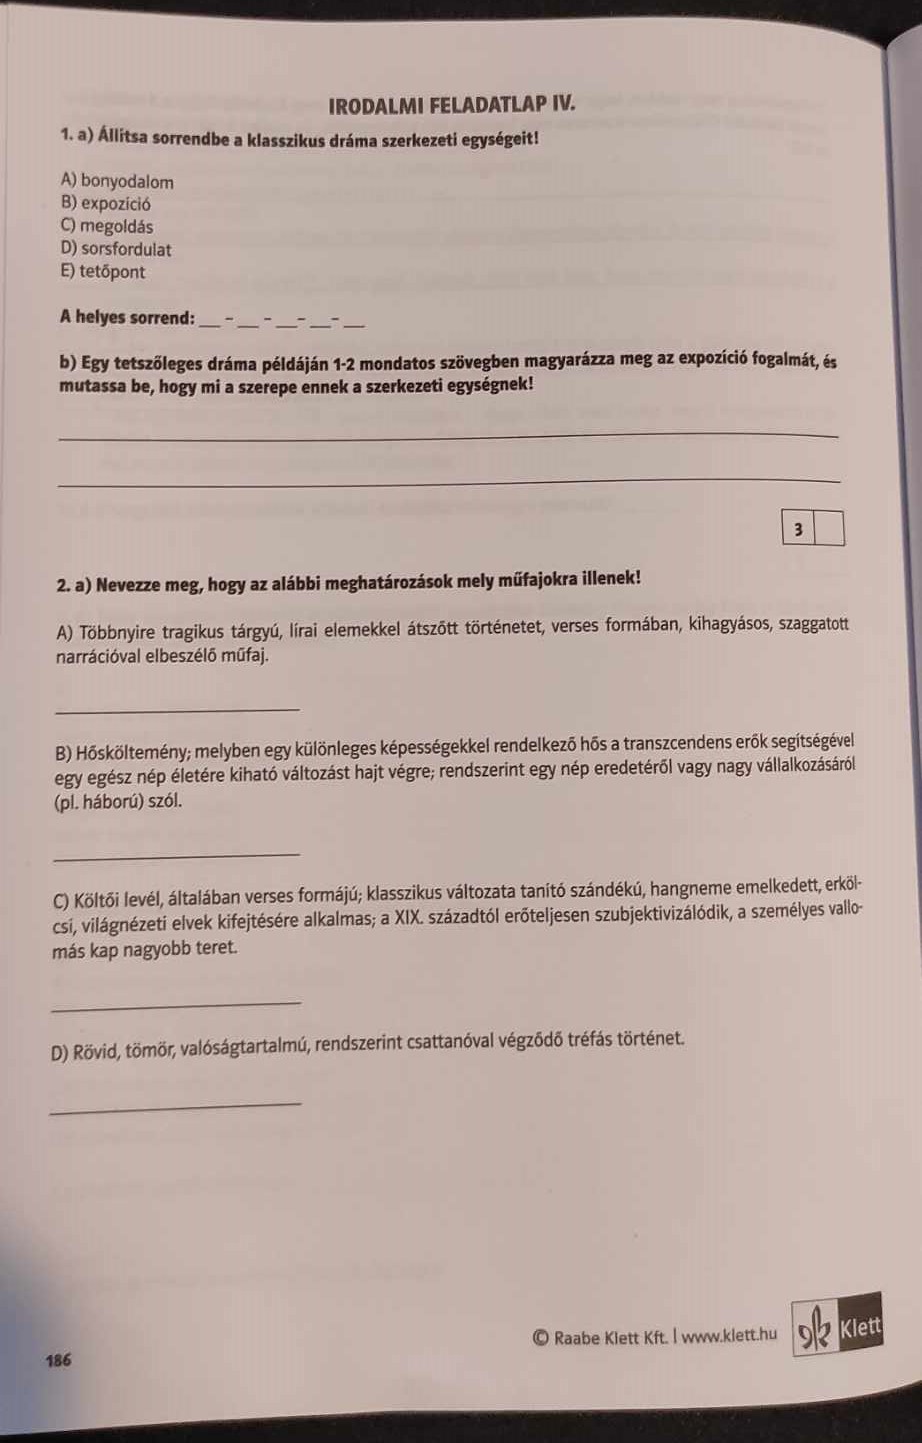 IRODALMI FELADATLAP IV.
1. a) Állítsa sorrendbe a klasszikus dráma szerkezeti egységeit!
A) bonyodalom
B) expozíció
C) megoldás
D) sorsfordulat
E) tetőpont
A helyes sorrend: ___ – ___ – ___ – ___ – ___
b) Egy tetszőleges dráma példáján 1-2 mondatos szövegben magyarázza meg az expozíció fogalmát, és
mutassa be, hogy mi a szerepe ennek a szerkezeti egységnek!
3
2. a) Nevezze meg, hogy az alábbi meghatározások mely műfajokra illenek!
A) Többnyire tragikus tárgyú, lírai elemekkel átszőtt történetet, verses formában, kihagyásos, szaggatott
narrációval elbeszélő műfaj.
B) Hősköltemény; melyben egy különleges képességekkel rendelkező hős a transzcendens erők segítségével
egy egész nép életére kiható változást hajt végre; rendszerint egy nép eredetéről vagy nagy vállalkozásáról
(pl. háború) szól.
C) Költői levél, általában verses formájú; klasszikus változata tanító szándékú, hangneme emelkedett, erköl-
csi, világnézeti elvek kifejtésére alkalmas; a XIX. századtól erőteljesen szubjektivizálódik, a személyes vallo-
más kap nagyobb teret.
D) Rövid, tömör, valóságtartalmú, rendszerint csattanóval végződő tréfás történet.
© Raabe Klett Kft. | www.klett.hu
Klett
186